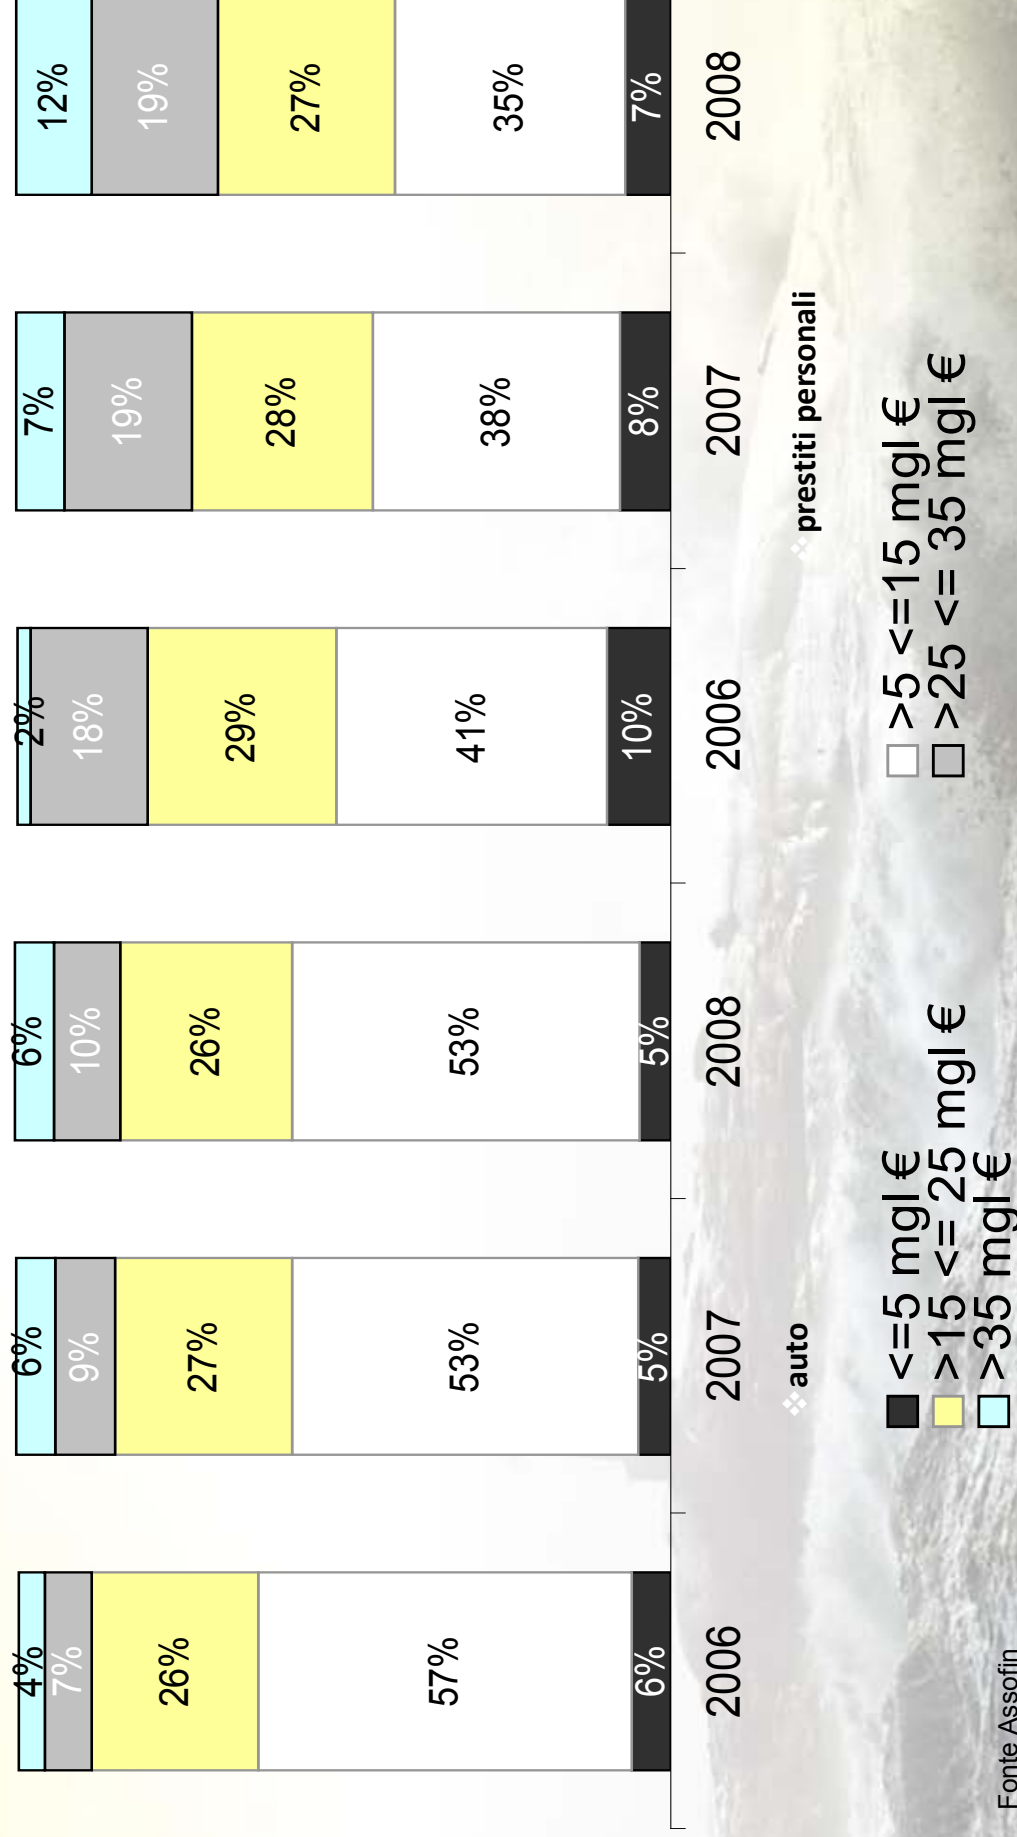 4% 6% 6% 2% 7% 12%
7% 9% 10% 18% 19% 19%
26% 27% 26% 29% 28% 27%
57% 53% 53% 41% 38% 35%
6% 5% 5% 10% 8% 7%
2006 2007 2008 2006 2007 2008
auto prestiti personali
<=5 mgl € >5 <=15 mgl €
>15 <= 25 mgl € >25 <= 35 mgl €
>35 mgl €
Fonte Assofin